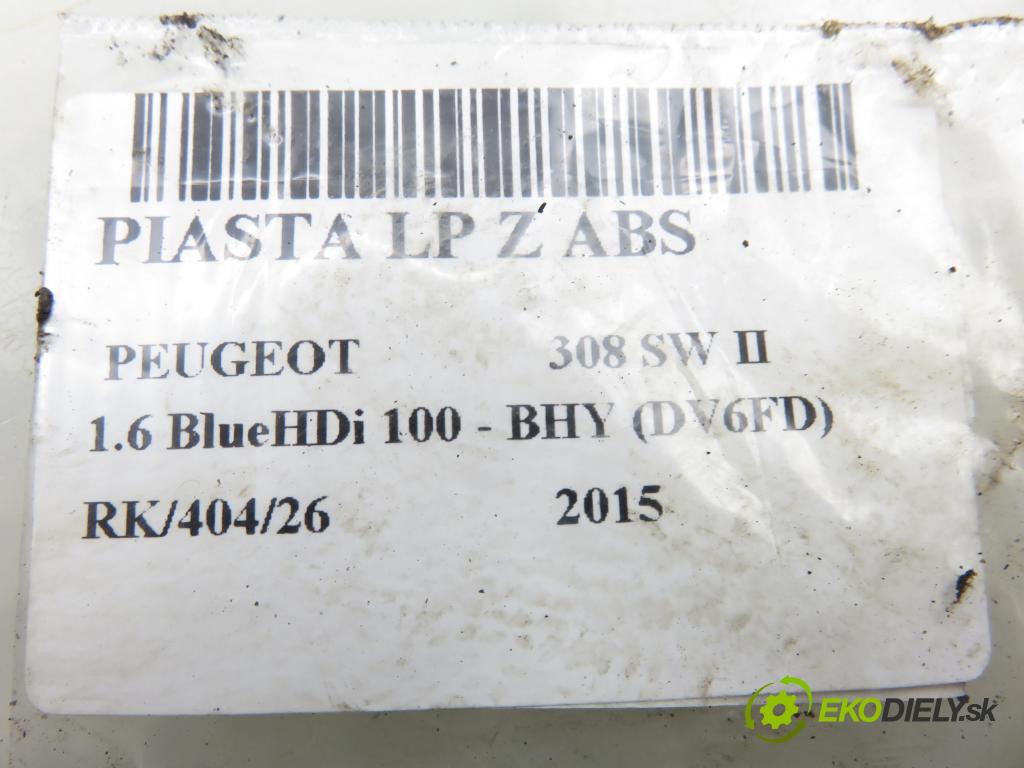 PIASTA LP Z ABS
PEUGEOT 308 SW II
1.6 BlueHDi 100 - BHY (DV6FD)
RK/404/26 2015
EKODIELY.sk